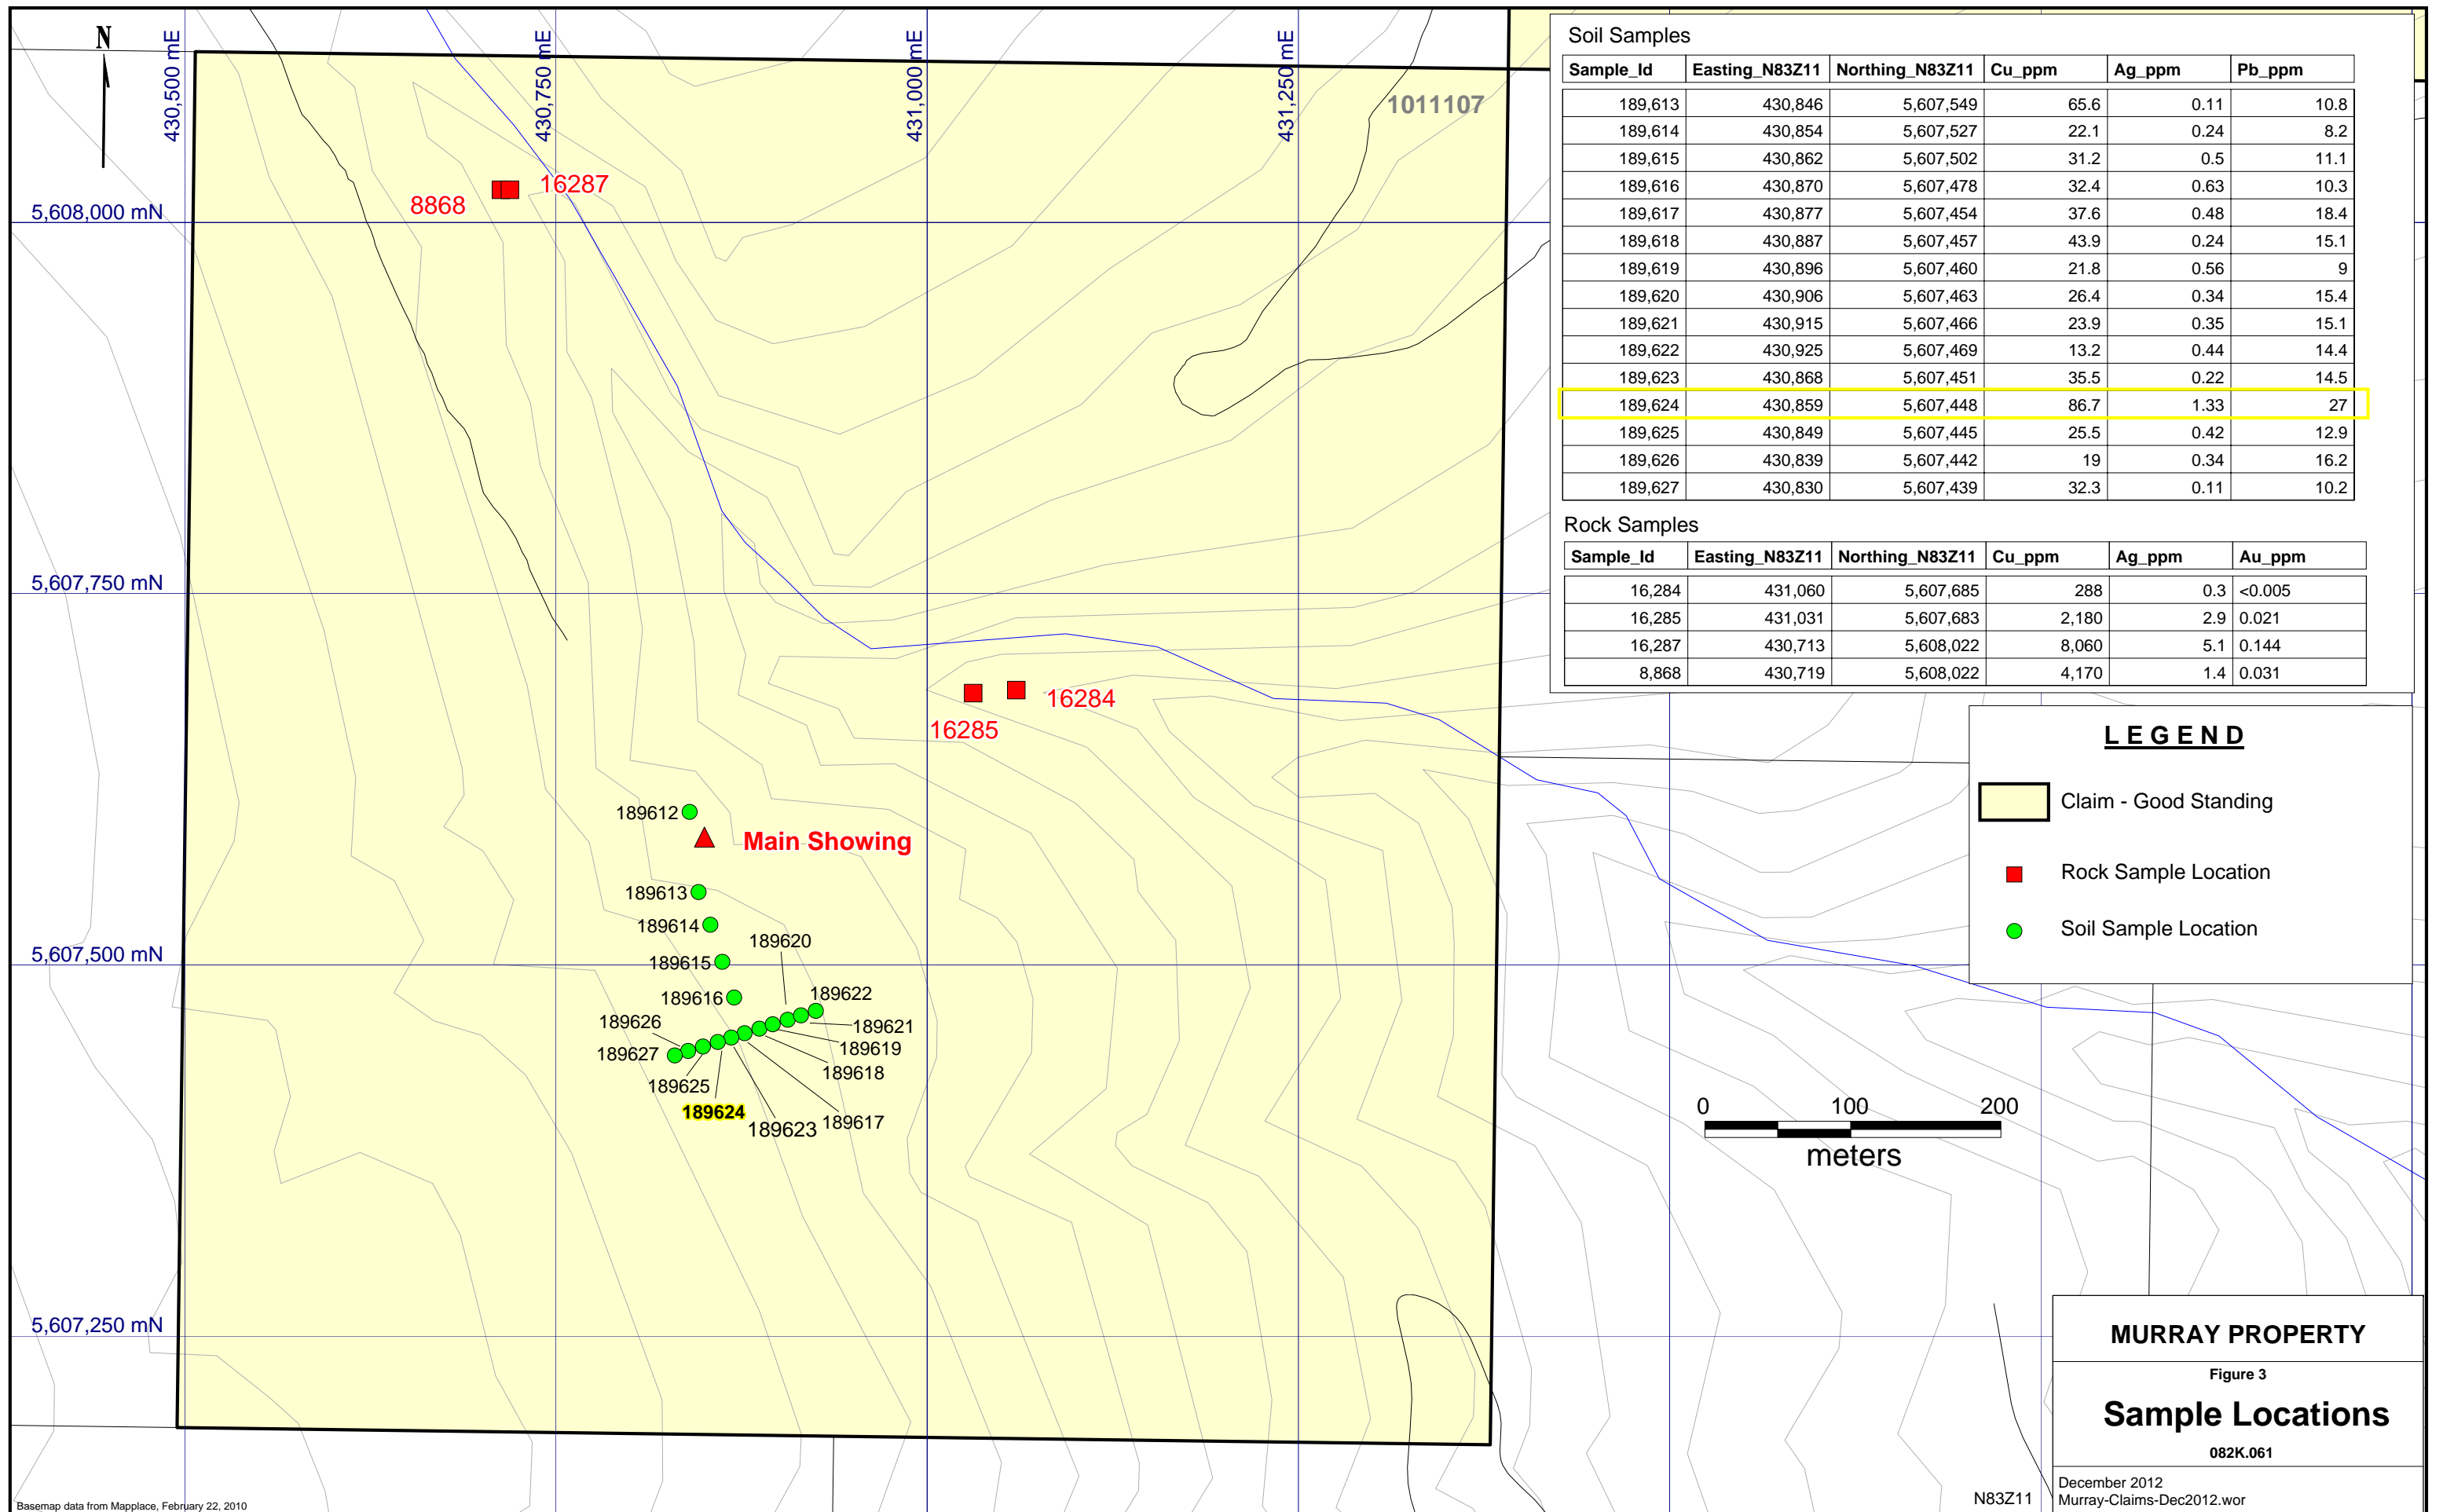 N
430,500 mE
430,750 mE
431,000 mE
431,250 mE
1011107
5,608,000 mN
5,607,750 mN
5,607,500 mN
5,607,250 mN
8868
16287
16284
16285
189612
Main Showing
189613
189614
189620
189615
189622
189616
189626
189621
189627
189619
189618
189625
189624
189617
189623
Soil Samples
Sample_Id Easting_N83Z11 Northing_N83Z11 Cu_ppm Ag_ppm Pb_ppm
189,613 430,846 5,607,549 65.6 0.11 10.8
189,614 430,854 5,607,527 22.1 0.24 8.2
189,615 430,862 5,607,502 31.2 0.5 11.1
189,616 430,870 5,607,478 32.4 0.63 10.3
189,617 430,877 5,607,454 37.6 0.48 18.4
189,618 430,887 5,607,457 43.9 0.24 15.1
189,619 430,896 5,607,460 21.8 0.56 9
189,620 430,906 5,607,463 26.4 0.34 15.4
189,621 430,915 5,607,466 23.9 0.35 15.1
189,622 430,925 5,607,469 13.2 0.44 14.4
189,623 430,868 5,607,451 35.5 0.22 14.5
189,624 430,859 5,607,448 86.7 1.33 27
189,625 430,849 5,607,445 25.5 0.42 12.9
189,626 430,839 5,607,442 19 0.34 16.2
189,627 430,830 5,607,439 32.3 0.11 10.2
Rock Samples
Sample_Id Easting_N83Z11 Northing_N83Z11 Cu_ppm Ag_ppm Au_ppm
16,284 431,060 5,607,685 288 0.3 <0.005
16,285 431,031 5,607,683 2,180 2.9 0.021
16,287 430,713 5,608,022 8,060 5.1 0.144
8,868 430,719 5,608,022 4,170 1.4 0.031
L E G E N D
Claim - Good Standing
Rock Sample Location
Soil Sample Location
0 100 200
meters
MURRAY PROPERTY
Figure 3
Sample Locations
082K.061
December 2012
Murray-Claims-Dec2012.wor
N83Z11
Basemap data from Mapplace, February 22, 2010